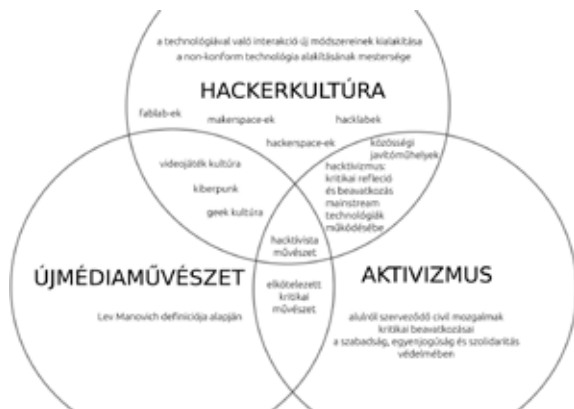 a technológiával való interakció új módszereinek kialakítása
a non-konform technológia alakításának mestersége
HACKERKULTÚRA
fablab-ek
makerspace-ek
hacklabek
hackerspace-ek
közösségi
javítóműhelyek
videojáték kultúra
kiberpunk
geek kultúra
hacktivizmus:
kritikai refleció
és beavatkozás
mainstream
technológiák
működésébe
hacktivista
művészet
ÚJMÉDIAMŰVÉSZET
Lev Manovich definiciója alapján
elkötelezett
kritikai
művészet
AKTIVIZMUS
alulról szerveződő civil mozgalmak
kritikai beavatkozásai
a szabadság, egyenjogúság és szolidaritás
védelmében